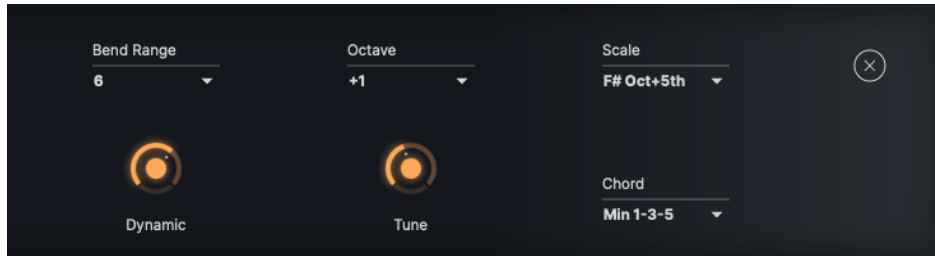 Bend Range
Octave
Scale
6
+1
F# Oct+5th
Chord
Min 1-3-5
Dynamic
Tune